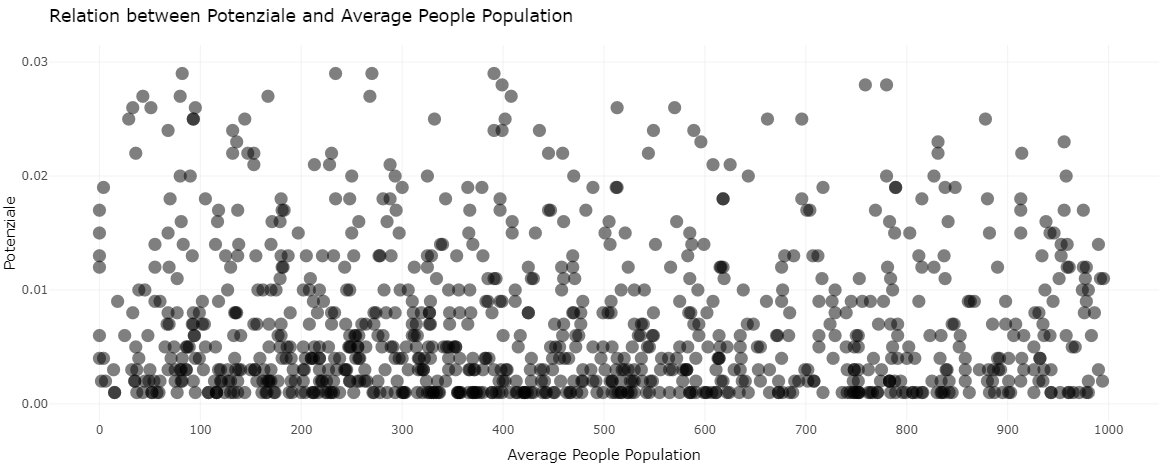 Relation between Potenziale and Average People Population
0.03
0.02
0.01
0.00
Potenziale
0 100 200 300 400 500 600 700 800 900 1000
Average People Population